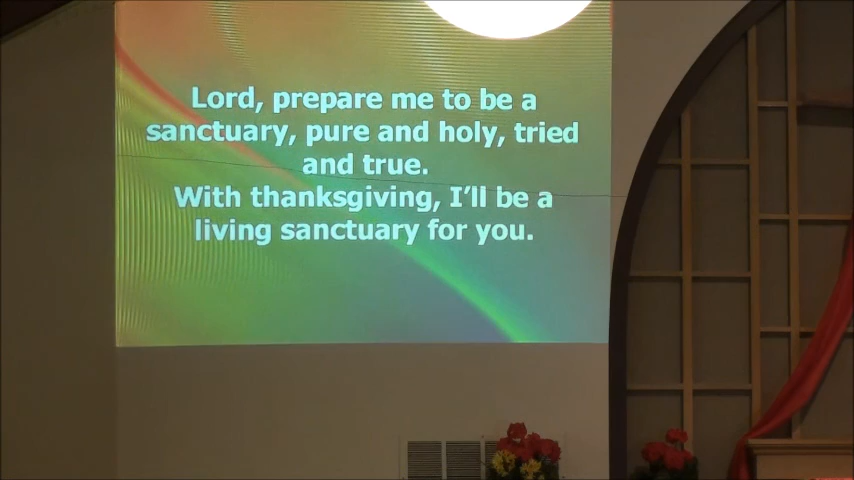 Lord, prepare me to be a
sanctuary, pure and holy, tried
and true.
With thanksgiving, I'll be a
living sanctuary for you.